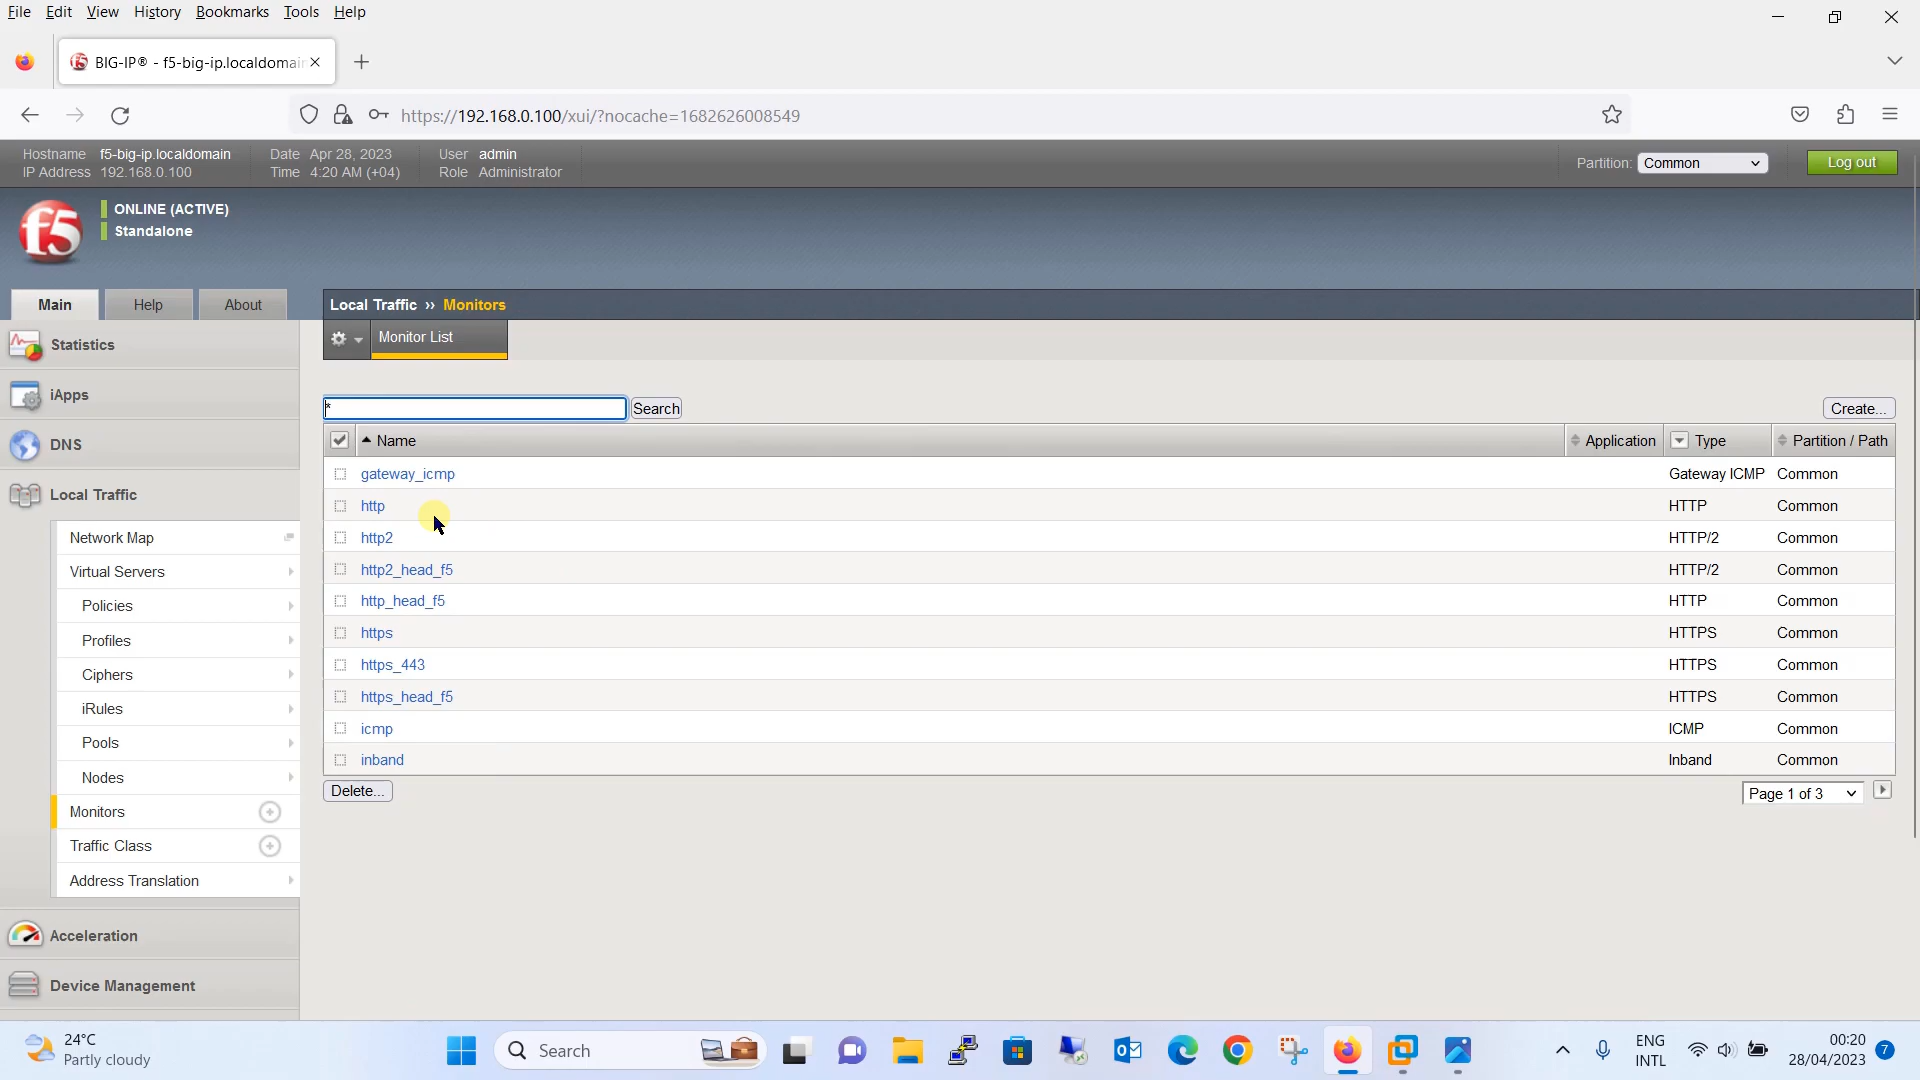 File Edit View History Bookmarks Tools Help
BIG-IP® - f5-big-ip.localdomai
https://192.168.0.100/xui/?nocache=1682626008549
Hostname f5-big-ip.localdomain Date Apr 28, 2023 User admin
IP Address 192.168.0.100 Time 4:20 AM (+04) Role Administrator
Partition: Common Log out
f5
ONLINE (ACTIVE)
Standalone
Main Help About
Local Traffic ›› Monitors
Monitor List
Statistics
iApps
DNS
Local Traffic
Network Map
Virtual Servers
Policies
Profiles
Ciphers
iRules
Pools
Nodes
Monitors
Traffic Class
Address Translation
Acceleration
Device Management
* Search Create...
Name Application Type Partition / Path
gateway_icmp Gateway ICMP Common
http HTTP Common
http2 HTTP/2 Common
http2_head_f5 HTTP/2 Common
http_head_f5 HTTP Common
https HTTPS Common
https_443 HTTPS Common
https_head_f5 HTTPS Common
icmp ICMP Common
inband Inband Common
Delete... Page 1 of 3
24°C
Partly cloudy
Search
ENG
INTL
00:20
28/04/2023
7